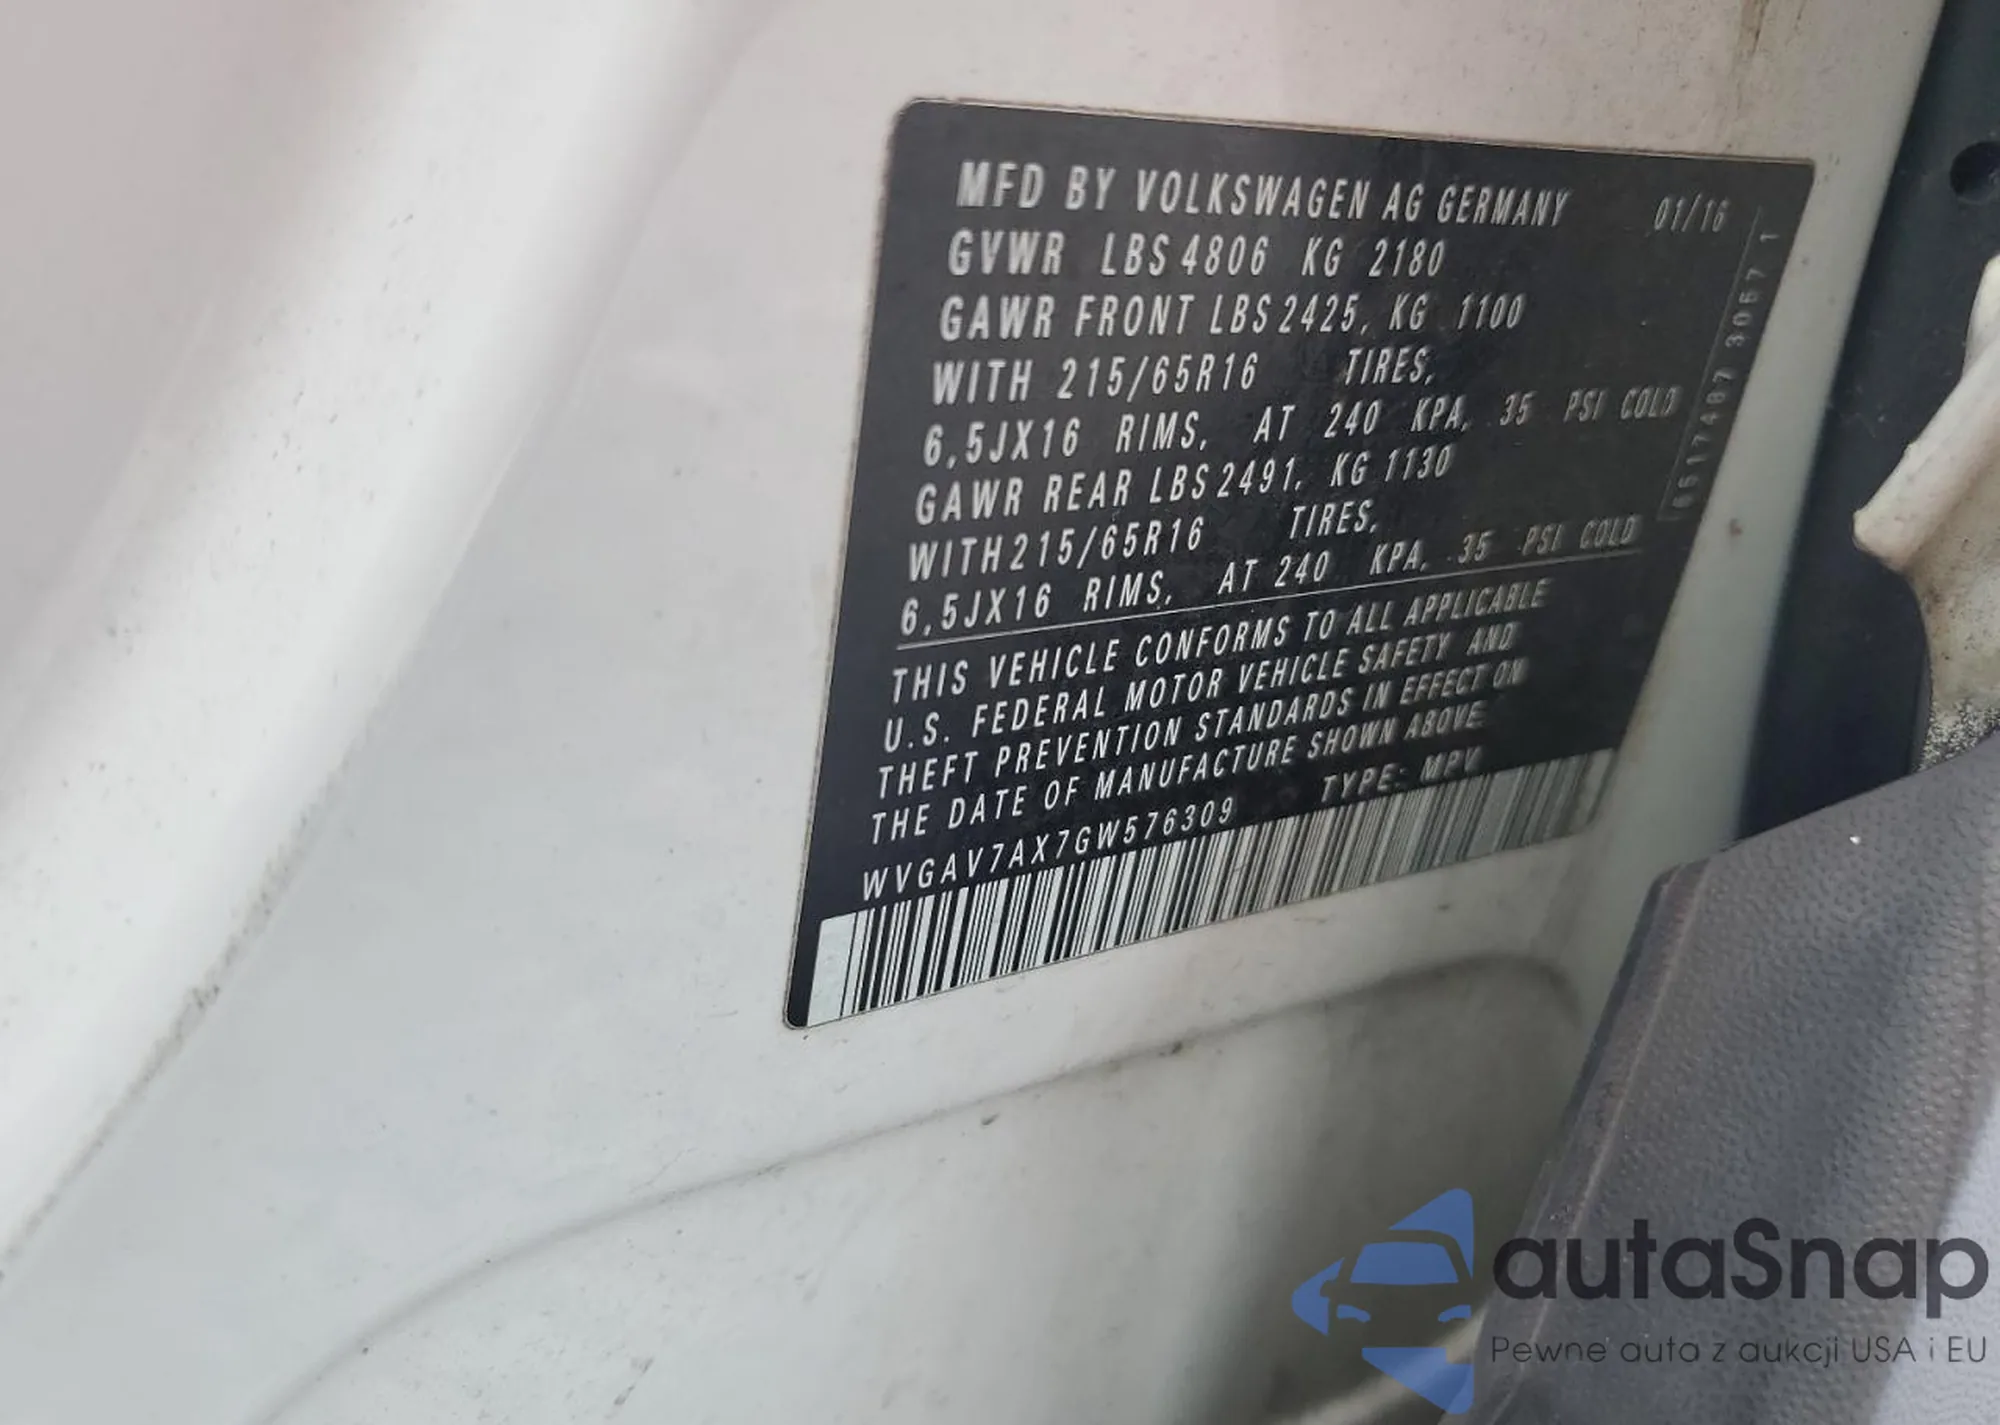 MFD BY VOLKSWAGEN AG GERMANY 01/16
GVWR LBS 4806 KG 2180
GAWR FRONT LBS 2425, KG 1100
WITH 215/65R16 TIRES,
6,5JX16 RIMS, AT 240 KPA, 35 PSI COLD
GAWR REAR LBS 2491, KG 1130
WITH 215/65R16 TIRES,
6,5JX16 RIMS, AT 240 KPA, 35 PSI COLD
THIS VEHICLE CONFORMS TO ALL APPLICABLE
U.S. FEDERAL MOTOR VEHICLE SAFETY AND
THEFT PREVENTION STANDARDS IN EFFECT ON
THE DATE OF MANUFACTURE SHOWN ABOVE.
WVGAV7AX7GW576309 TYPE: MPV
autaSnap
Pewne auta z aukcji USA i EU